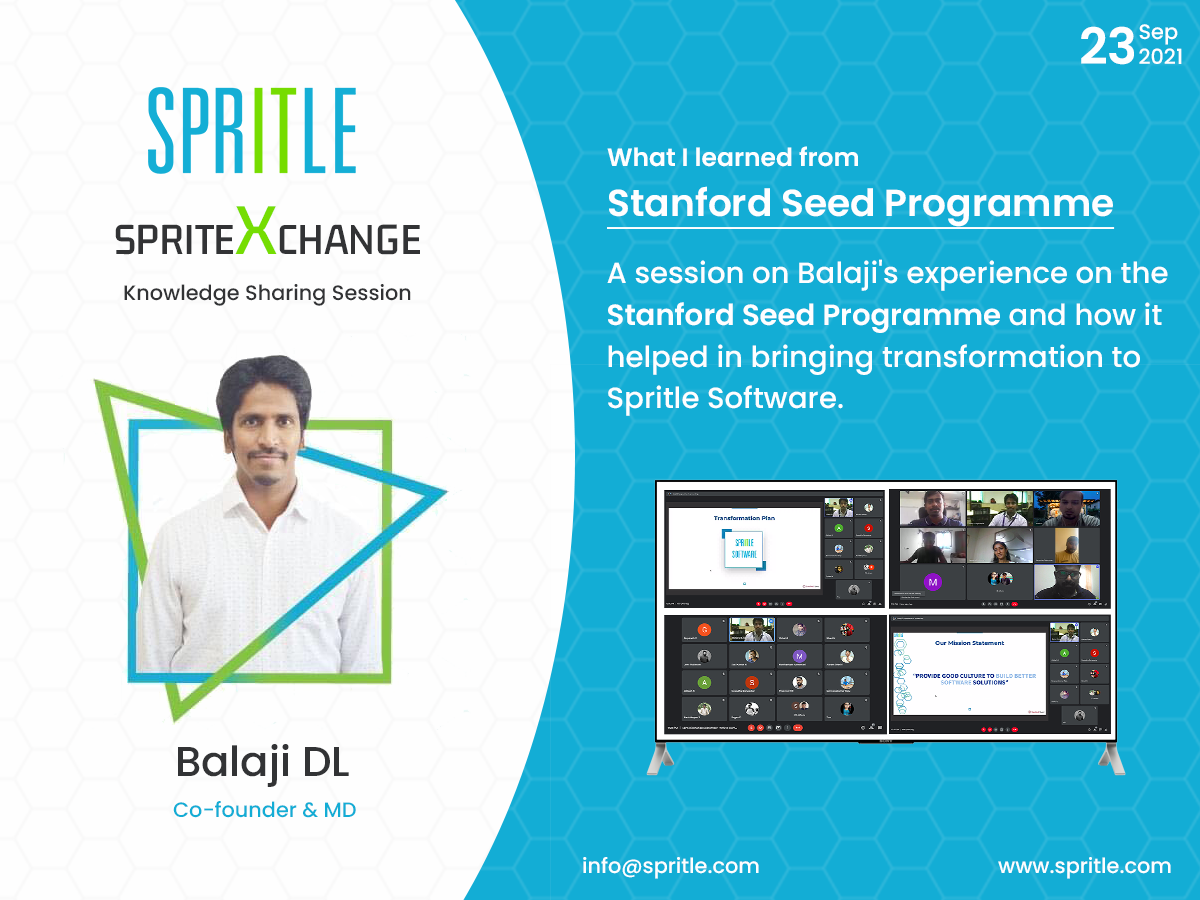 SPRITLE
SPRITEXCHANGE
Knowledge Sharing Session
Balaji DL
Co-founder & MD
23 Sep 2021
What I learned from
Stanford Seed Programme
A session on Balaji's experience on the
Stanford Seed Programme and how it
helped in bringing transformation to
Spritle Software.
Transformation Plan
SPRITLE
SOFTWARE
M
G
M
A
S
A
S
A
S
M
Our Mission Statement
"PROVIDE GOOD CULTURE TO BUILD BETTER
SOFTWARE SOLUTIONS"
info@spritle.com
www.spritle.com